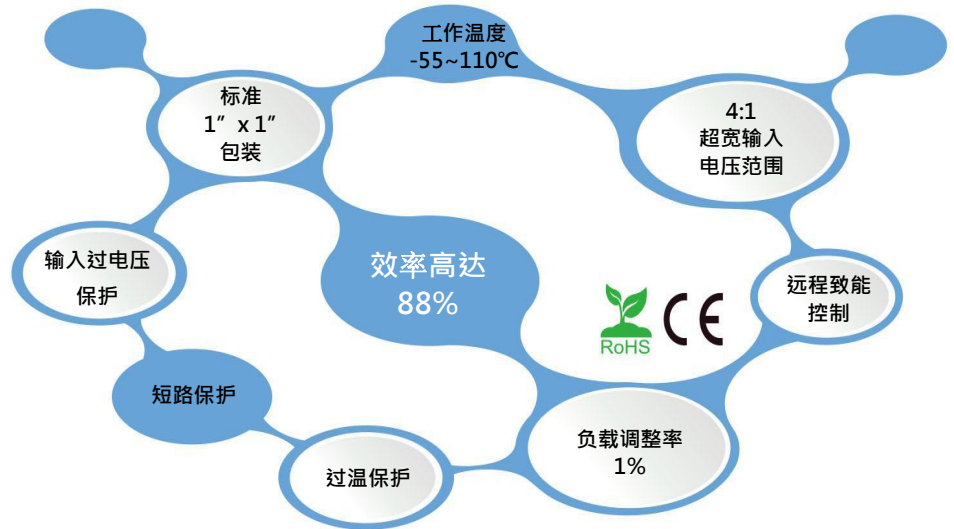 工作温度
-55~110℃
标准
1” x 1”
包装
4:1
超宽输入
电压范围
输入过电压
保护
效率高达
88%
RoHS
CE
远程致能
控制
短路保护
负载调整率
1%
过温保护